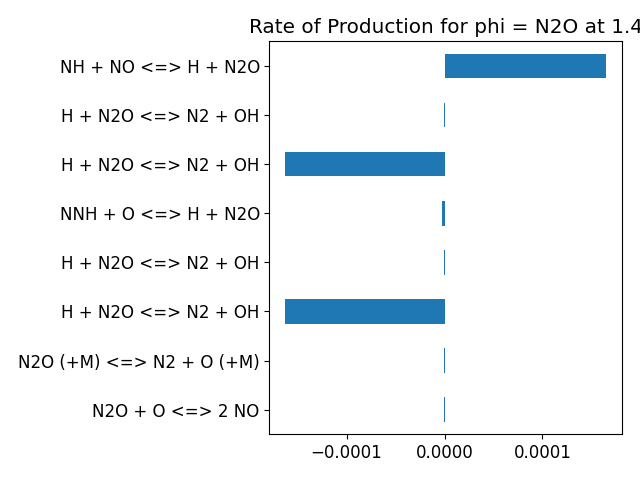 Rate of Production for phi = N2O at 1.4
NH + NO <=> H + N2O
H + N2O <=> N2 + OH
H + N2O <=> N2 + OH
NNH + O <=> H + N2O
H + N2O <=> N2 + OH
H + N2O <=> N2 + OH
N2O (+M) <=> N2 + O (+M)
N2O + O <=> 2 NO
−0.0001 0.0000 0.0001